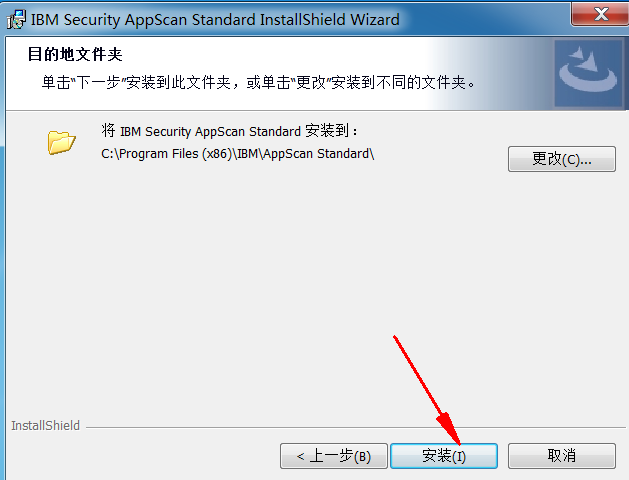 IBM Security AppScan Standard InstallShield Wizard
目的地文件夹
单击“下一步”安装到此文件夹，或单击“更改”安装到不同的文件夹。
将 IBM Security AppScan Standard 安装到：
C:\Program Files (x86)\IBM\AppScan Standard\
更改(C)...
InstallShield
< 上一步(B)
安装(I)
取消